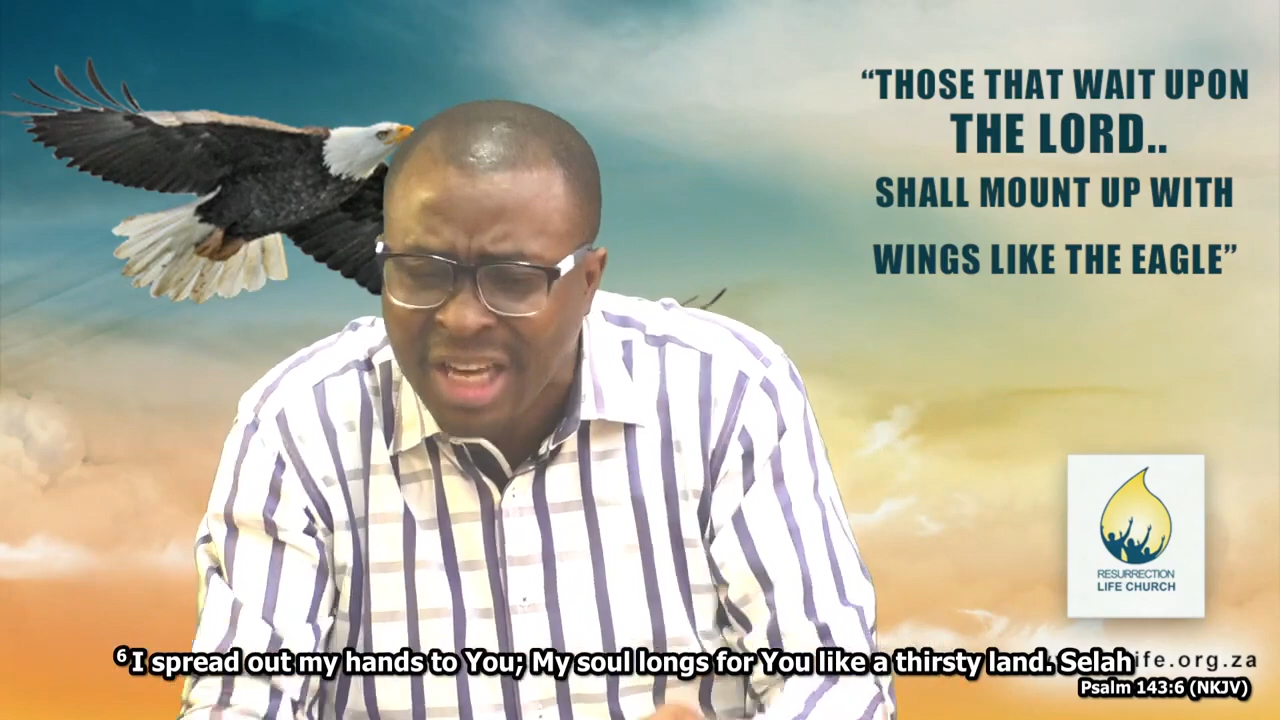 “THOSE THAT WAIT UPON
THE LORD..
SHALL MOUNT UP WITH
WINGS LIKE THE EAGLE”
RESURRECTION
LIFE CHURCH
6 I spread out my hands to You; My soul longs for You like a thirsty land. Selah
ife.org.za
Psalm 143:6 (NKJV)